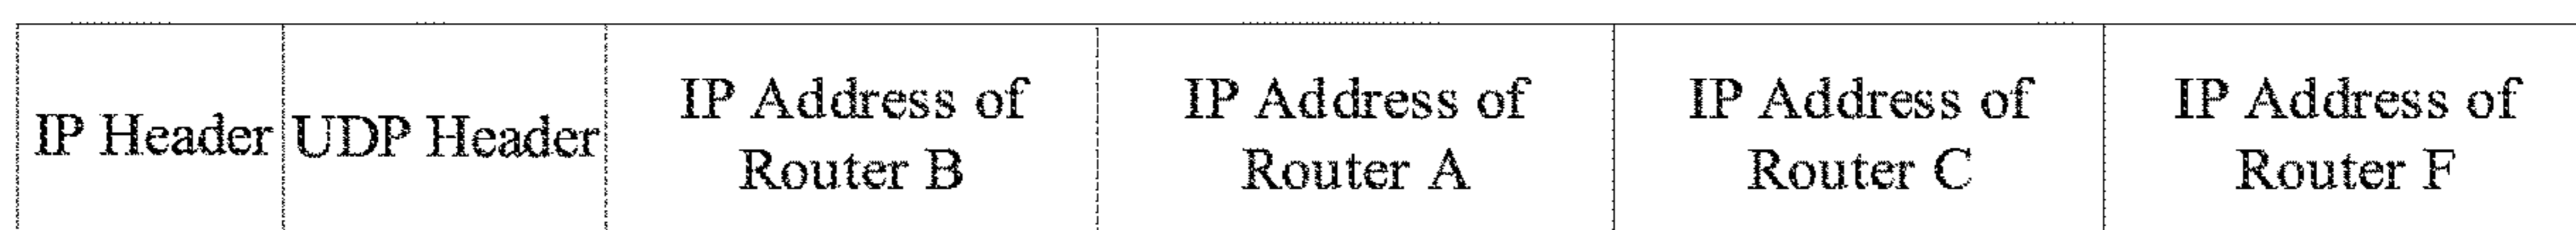 IP Header
UDP Header
IP Address of
Router B
IP Address of
Router A
IP Address of
Router C
IP Address of
Router F